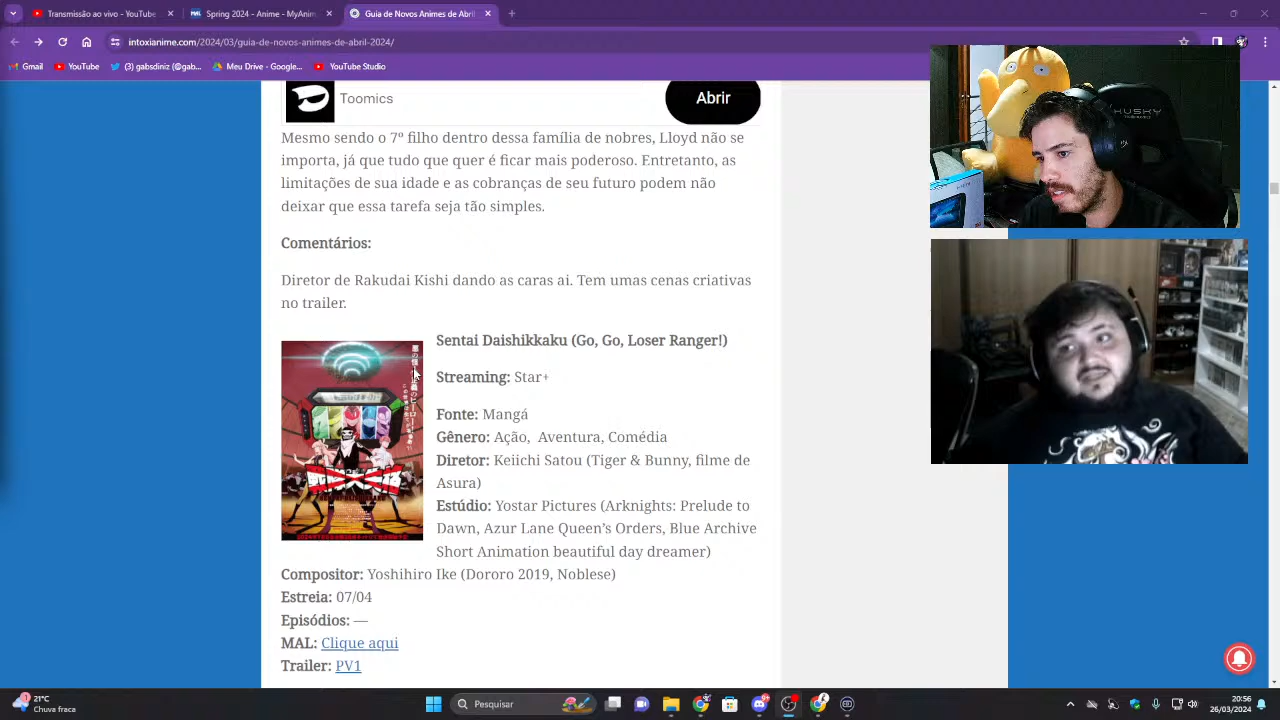 Transmissão ao vivo - YouTube
Spring 2024 - Anime - MyAnim
Guia de Novos Animes de Abril
intoxianime.com/2024/03/guia-de-novos-animes-de-abril-2024/
Gmail
YouTube
(3) gabsdiniz (@gab...
Meu Drive - Google...
YouTube Studio
Toomics
Abrir
Mesmo sendo o 7º filho dentro dessa família de nobres, Lloyd não se
importa, já que tudo que quer é ficar mais poderoso. Entretanto, as
limitações de sua idade e as cobranças de seu futuro podem não
deixar que essa tarefa seja tão simples.
Comentários:
Diretor de Rakudai Kishi dando as caras ai. Tem umas cenas criativas
no trailer.
Sentai Daishikkaku (Go, Go, Loser Ranger!)
Streaming: Star+
Fonte: Mangá
Gênero: Ação, Aventura, Comédia
Diretor: Keiichi Satou (Tiger & Bunny, filme de
Asura)
Estúdio: Yostar Pictures (Arknights: Prelude to
Dawn, Azur Lane Queen’s Orders, Blue Archive
Short Animation beautiful day dreamer)
Compositor: Yoshihiro Ike (Dororo 2019, Noblese)
Estreia: 07/04
Episódios: —
MAL: Clique aqui
Trailer: PV1
HUSKY
21°C
Chuva fraca
Pesquisar
20:56
26/03/2024